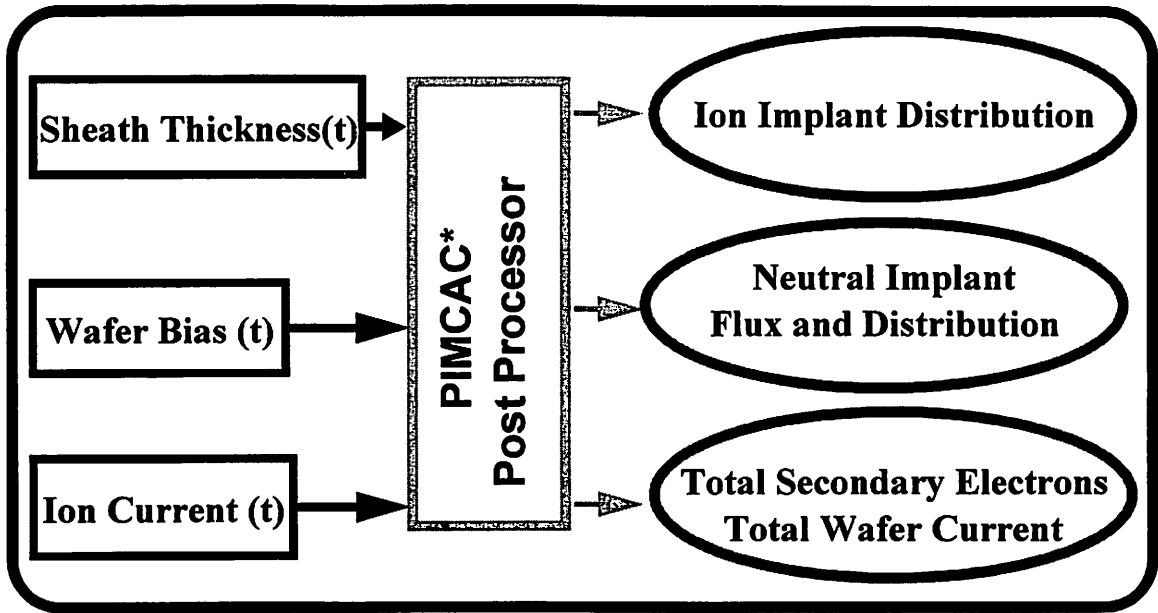 Sheath Thickness(t)
Wafer Bias (t)
Ion Current (t)
PIMCAC*
Post Processor
Ion Implant Distribution
Neutral Implant
Flux and Distribution
Total Secondary Electrons
Total Wafer Current